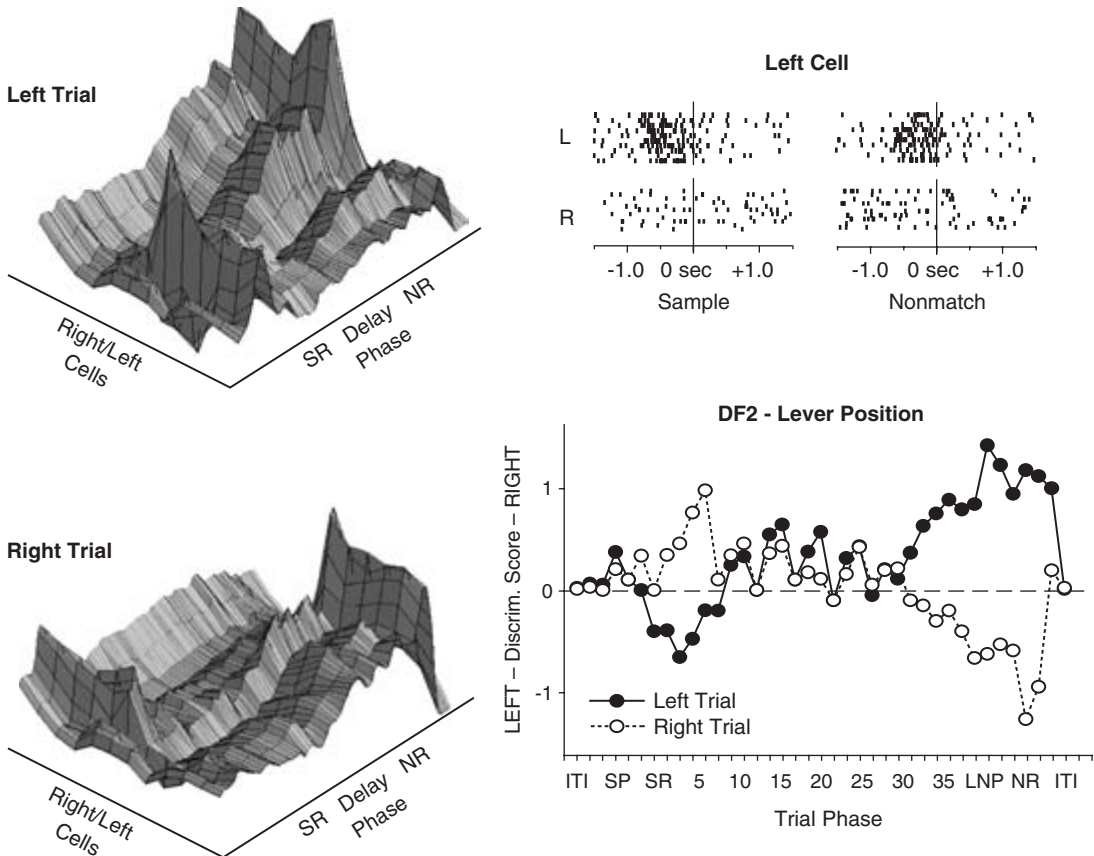 Left Trial
Right/Left
Cells
SR Delay NR
Phase
Left Cell
L
R
-1.0 0 sec +1.0
Sample
-1.0 0 sec +1.0
Nonmatch
Right Trial
Right/Left
Cells
SR Delay NR
Phase
DF2 - Lever Position
LEFT – Discrim. Score – RIGHT
1
0
-1
Left Trial
Right Trial
ITI SP SR 5 10 15 20 25 30 35 LNP NR ITI
Trial Phase